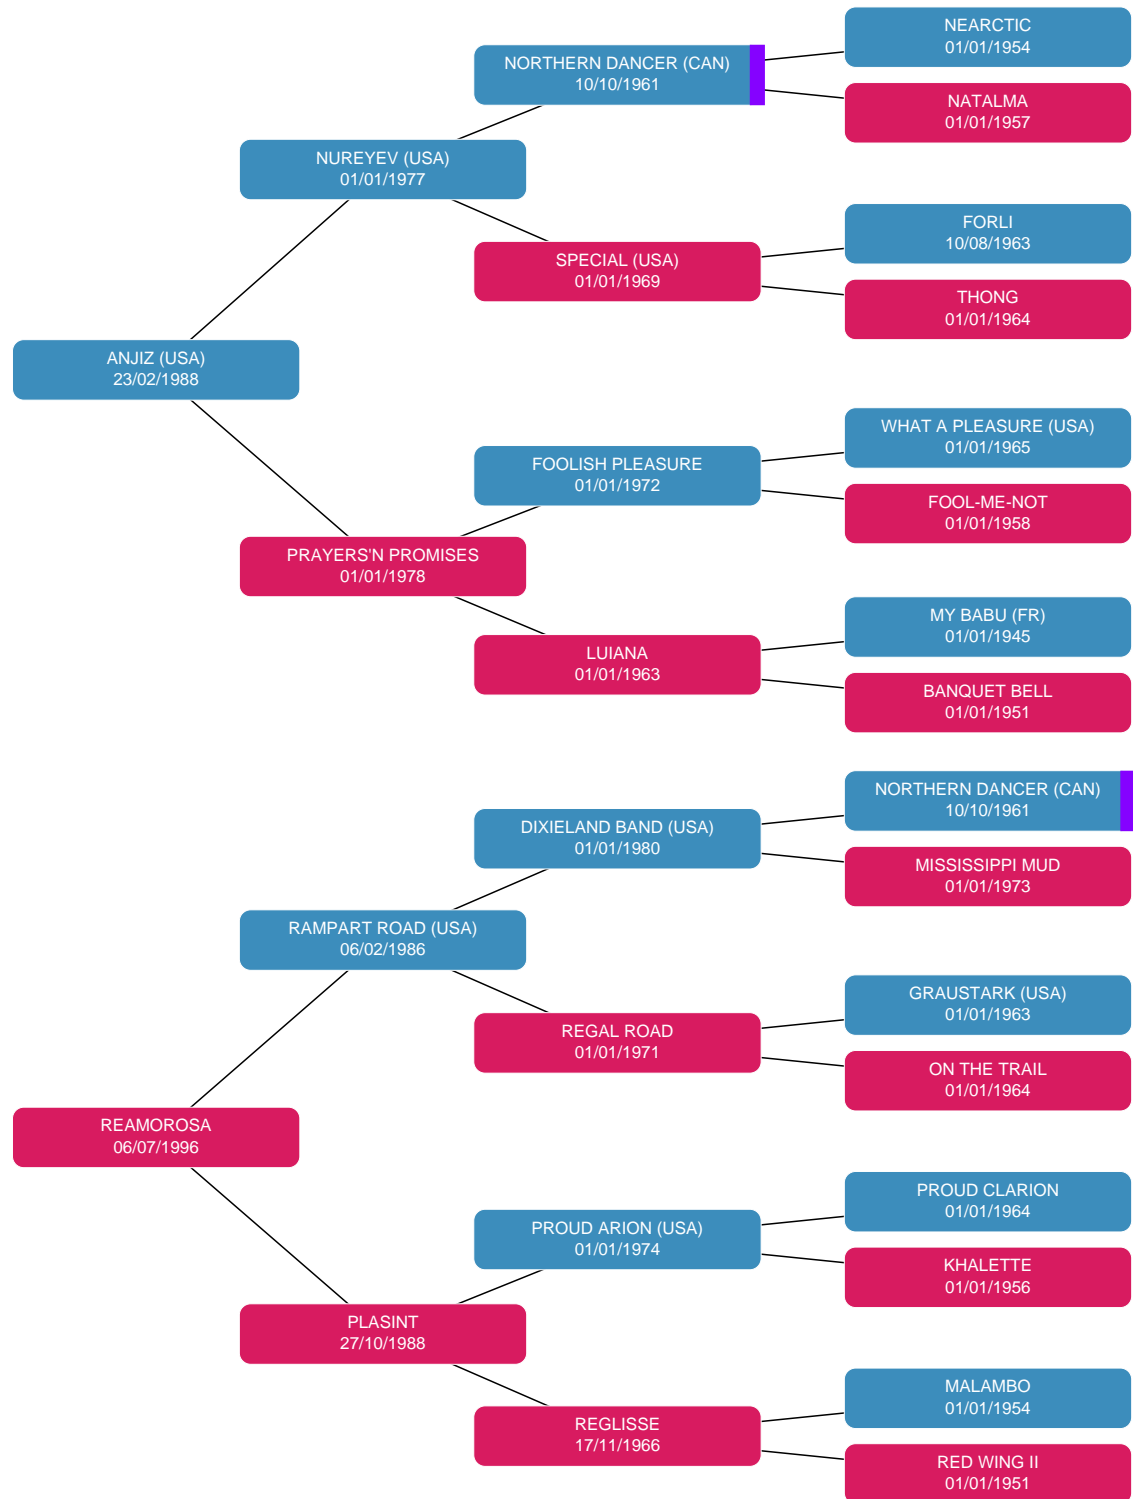 NEARCTIC
01/01/1954
NORTHERN DANCER (CAN)
10/10/1961
NATALMA
01/01/1957
NUREYEV (USA)
01/01/1977
FORLI
10/08/1963
SPECIAL (USA)
01/01/1969
THONG
01/01/1964
ANJIZ (USA)
23/02/1988
WHAT A PLEASURE (USA)
01/01/1965
FOOLISH PLEASURE
01/01/1972
FOOL-ME-NOT
01/01/1958
PRAYERS'N PROMISES
01/01/1978
MY BABU (FR)
01/01/1945
LUIANA
01/01/1963
BANQUET BELL
01/01/1951
NORTHERN DANCER (CAN)
10/10/1961
DIXIELAND BAND (USA)
01/01/1980
MISSISSIPPI MUD
01/01/1973
RAMPART ROAD (USA)
06/02/1986
GRAUSTARK (USA)
01/01/1963
REGAL ROAD
01/01/1971
ON THE TRAIL
01/01/1964
REAMOROSA
06/07/1996
PROUD CLARION
01/01/1964
PROUD ARION (USA)
01/01/1974
KHALETTE
01/01/1956
PLASINT
27/10/1988
MALAMBO
01/01/1954
REGLISSE
17/11/1966
RED WING II
01/01/1951